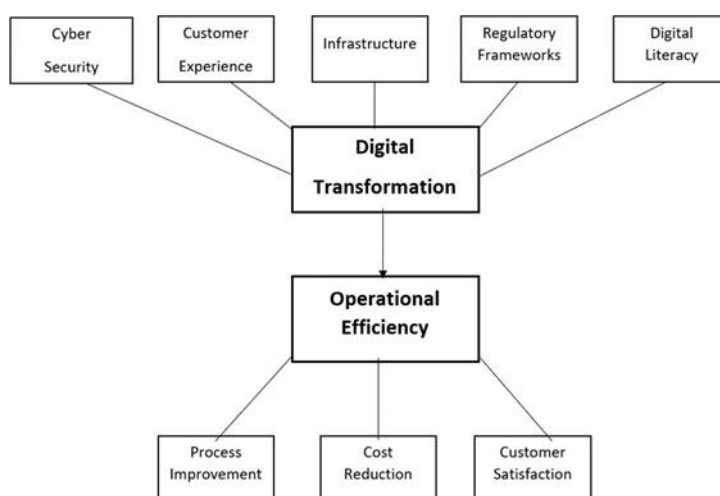 Cyber
Security
Customer
Experience
Infrastructure
Regulatory
Frameworks
Digital
Literacy
Digital
Transformation
Operational
Efficiency
Process
Improvement
Cost
Reduction
Customer
Satisfaction